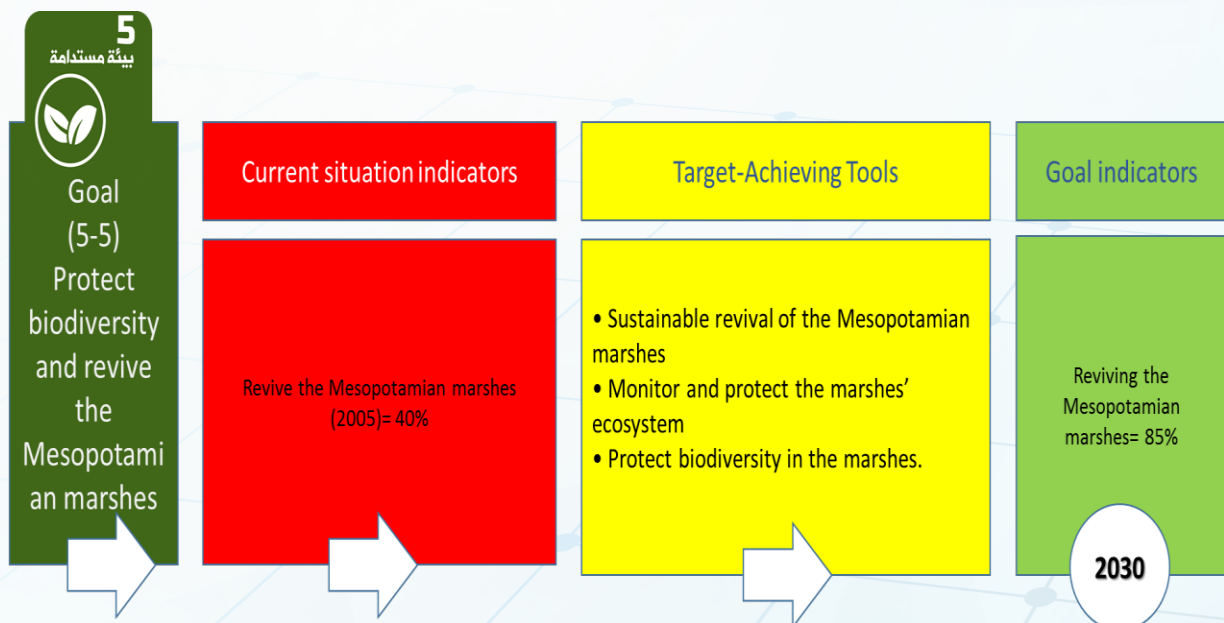 5
بيئة مستدامة
Goal
(5-5)
Protect
biodiversity
and revive
the
Mesopotami
an marshes
Current situation indicators
Revive the Mesopotamian marshes
(2005)= 40%
Target-Achieving Tools
• Sustainable revival of the Mesopotamian
marshes
• Monitor and protect the marshes’
ecosystem
• Protect biodiversity in the marshes.
Goal indicators
Reviving the
Mesopotamian
marshes= 85%
2030